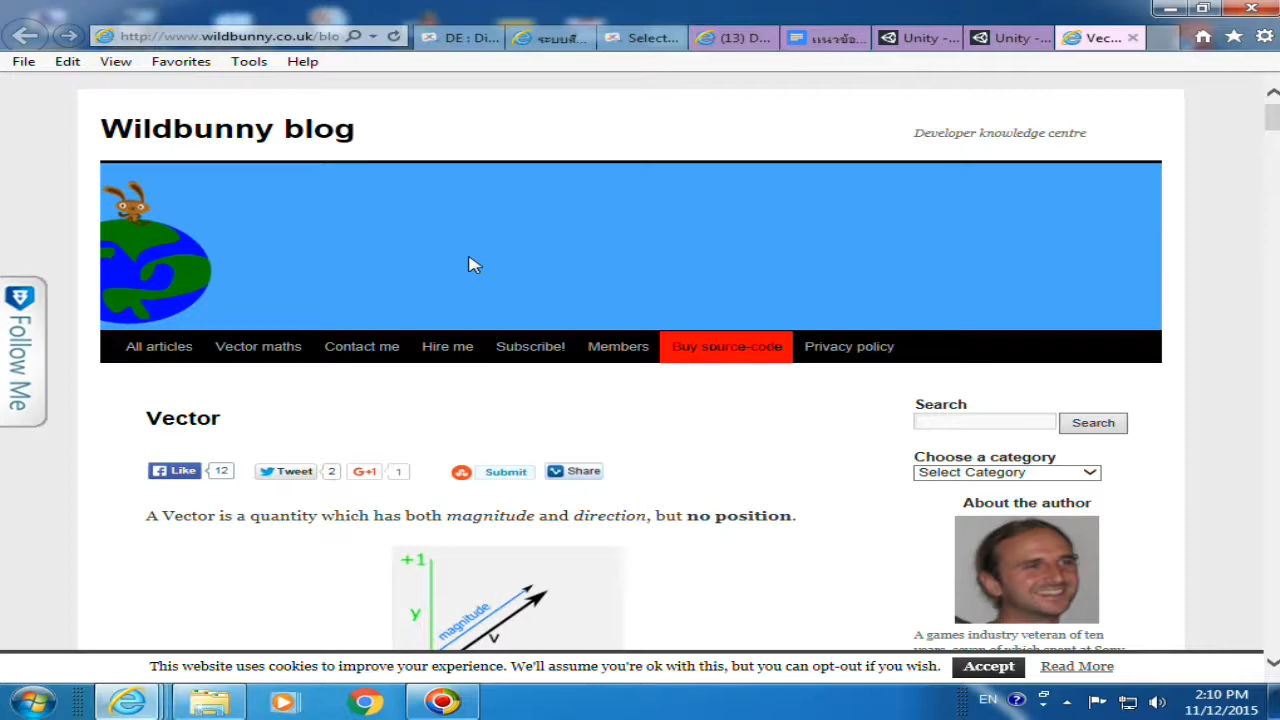 http://www.wildbunny.co.uk/blo
DE : Di...
ระบบสื...
Select...
(13) D...
แนวข้อ...
Unity -...
Unity -...
Vec...
File Edit View Favorites Tools Help
Wildbunny blog
Developer knowledge centre
All articles Vector maths Contact me Hire me Subscribe! Members Buy source-code Privacy policy
Follow Me
Vector
Search
Search
Like 12 Tweet 2 G+1 1 Submit Share
Choose a category
Select Category
About the author
A Vector is a quantity which has both magnitude and direction, but no position.
+1
y
magnitude
v
A games industry veteran of ten
years, seven of which spent at Sony
This website uses cookies to improve your experience. We'll assume you're ok with this, but you can opt-out if you wish. Accept Read More
EN
2:10 PM
11/12/2015